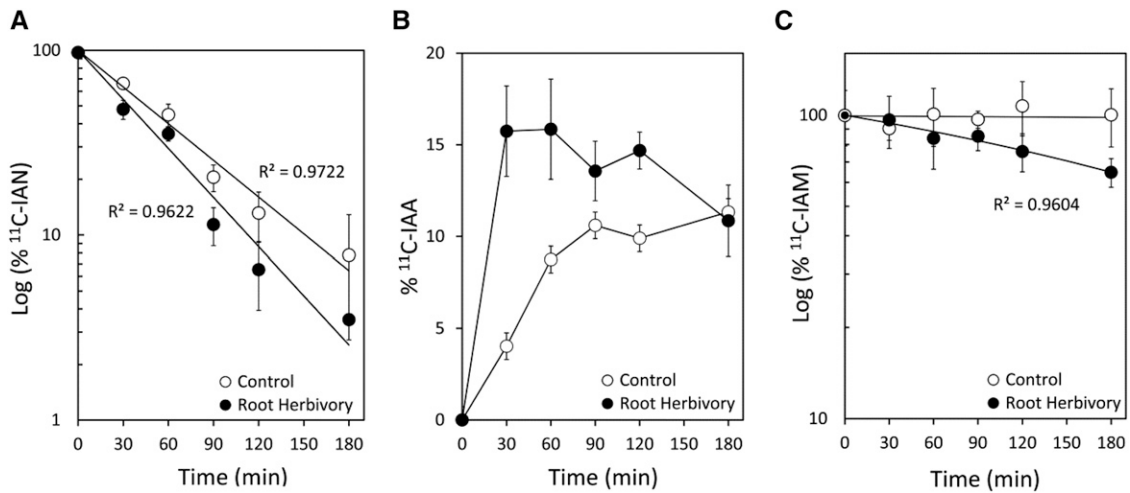 A
Log (% ¹¹C-IAN)
100
10
1
R² = 0.9722
R² = 0.9622
Control
Root Herbivory
0 30 60 90 120 150 180
Time (min)
B
% ¹¹C-IAA
20
15
10
5
0
Control
Root Herbivory
0 30 60 90 120 150 180
Time (min)
C
Log (% ¹¹C-IAM)
100
10
R² = 0.9604
Control
Root Herbivory
0 30 60 90 120 150 180
Time (min)